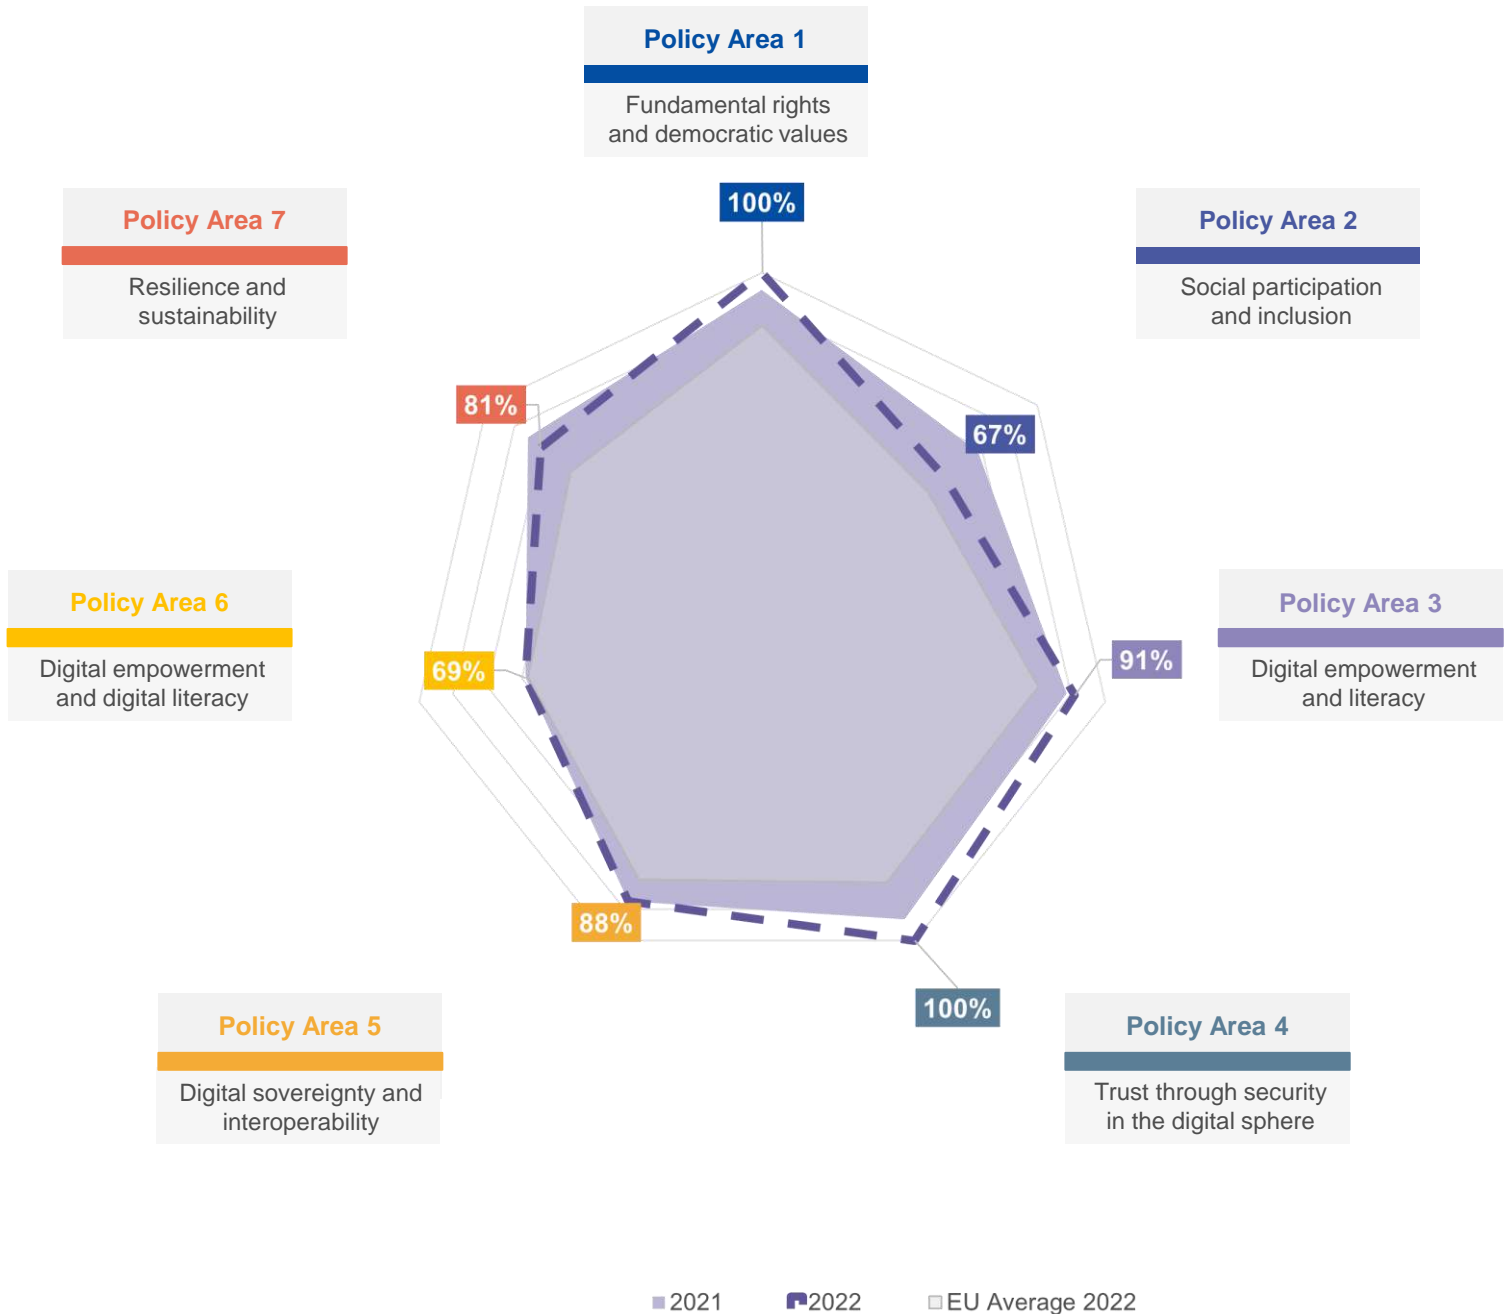 Policy Area 1
Fundamental rights
and democratic values
100%
Policy Area 7
Resilience and
sustainability
81%
Policy Area 2
Social participation
and inclusion
67%
Policy Area 6
Digital empowerment
and digital literacy
69%
Policy Area 3
Digital empowerment
and literacy
91%
88%
100%
Policy Area 5
Digital sovereignty and
interoperability
Policy Area 4
Trust through security
in the digital sphere
2021
2022
EU Average 2022